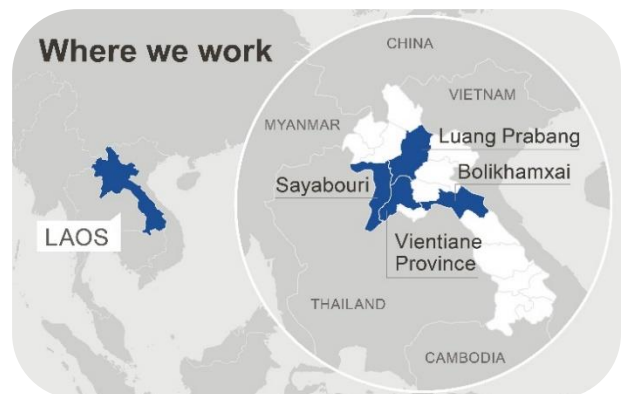 Where we work
CHINA
VIETNAM
MYANMAR
Luang Prabang
Bolikhamxai
Sayabouri
LAOS
Vientiane
Province
THAILAND
CAMBODIA